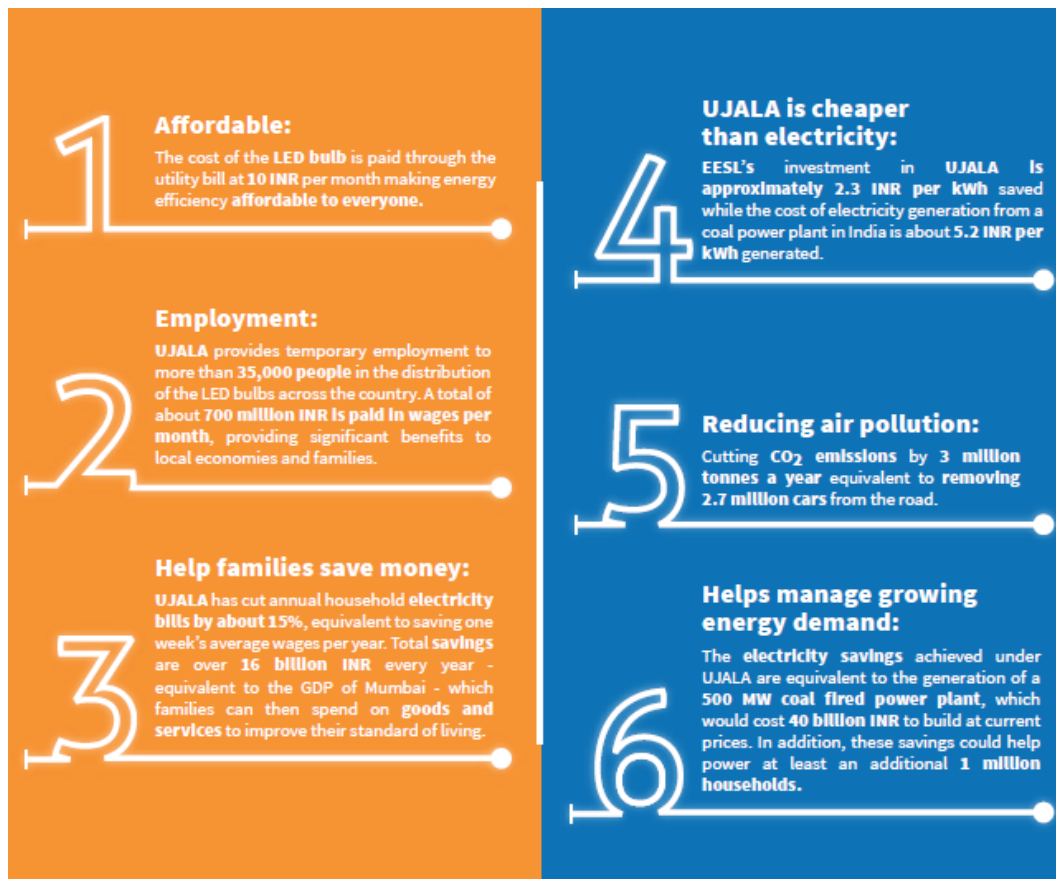 1
Affordable:
The cost of the LED bulb is paid through the
utility bill at 10 INR per month making energy
efficiency affordable to everyone.
2
Employment:
UJALA provides temporary employment to
more than 35,000 people in the distribution
of the LED bulbs across the country. A total of
about 700 million INR is paid in wages per
month, providing significant benefits to
local economies and families.
3
Help families save money:
UJALA has cut annual household electricity
bills by about 15%, equivalent to saving one
week's average wages per year. Total savings
are over 16 billion INR every year -
equivalent to the GDP of Mumbai - which
families can then spend on goods and
services to improve their standard of living.
4
UJALA is cheaper
than electricity:
EESL's investment in UJALA is
approximately 2.3 INR per kWh saved
while the cost of electricity generation from a
coal power plant in India is about 5.2 INR per
kWh generated.
5
Reducing air pollution:
Cutting CO2 emissions by 3 million
tonnes a year equivalent to removing
2.7 million cars from the road.
6
Helps manage growing
energy demand:
The electricity savings achieved under
UJALA are equivalent to the generation of a
500 MW coal fired power plant, which
would cost 40 billion INR to build at current
prices. In addition, these savings could help
power at least an additional 1 million
households.